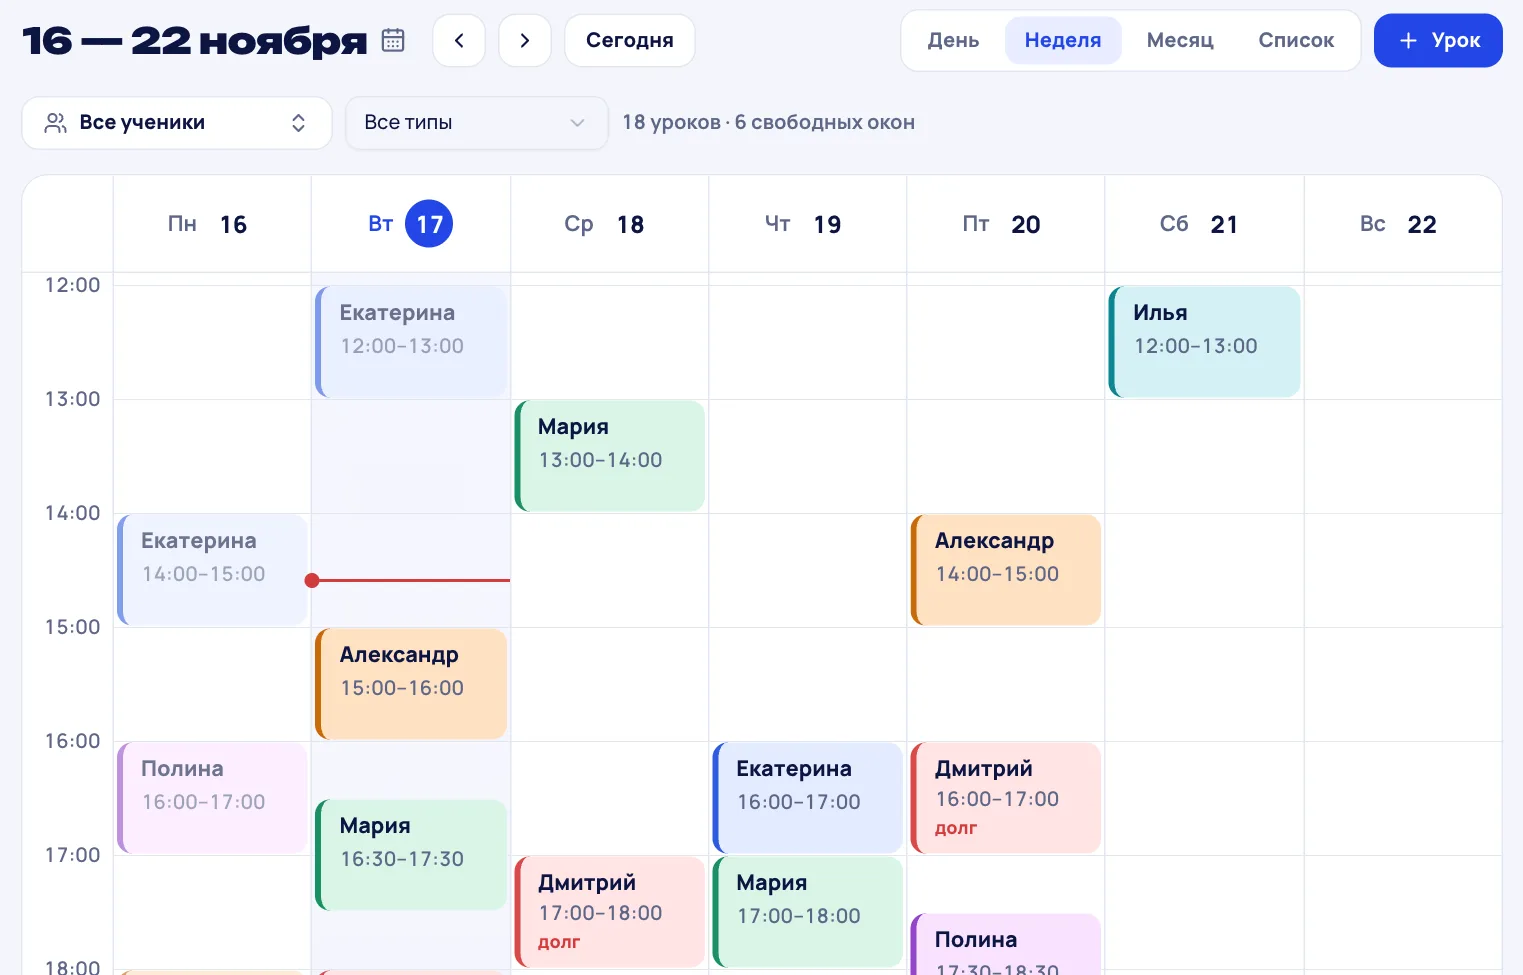 16 — 22 ноября
Сегодня
День Неделя Месяц Список
+ Урок
Все ученики
Все типы
18 уроков · 6 свободных окон
Пн 16 Вт 17 Ср 18 Чт 19 Пт 20 Сб 21 Вс 22
12:00
Екатерина
12:00–13:00
Илья
12:00–13:00
13:00
Мария
13:00–14:00
14:00
Екатерина
14:00–15:00
Александр
14:00–15:00
15:00
Александр
15:00–16:00
16:00
Полина
16:00–17:00
Екатерина
16:00–17:00
Дмитрий
16:00–17:00
долг
Мария
16:30–17:30
17:00
Дмитрий
17:00–18:00
долг
Мария
17:00–18:00
Полина
17:30–18:30
18:00